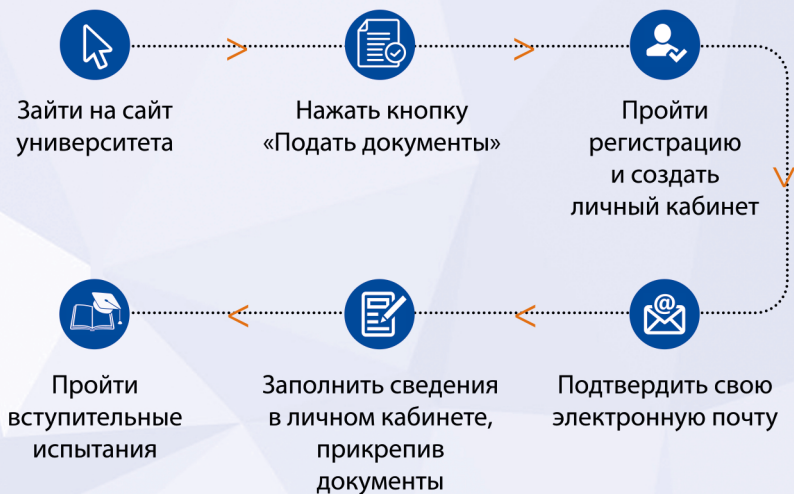 Зайти на сайт
университета
Нажать кнопку
«Подать документы»
Пройти
регистрацию
и создать
личный кабинет
Подтвердить свою
электронную почту
Заполнить сведения
в личном кабинете,
прикрепив
документы
Пройти
вступительные
испытания